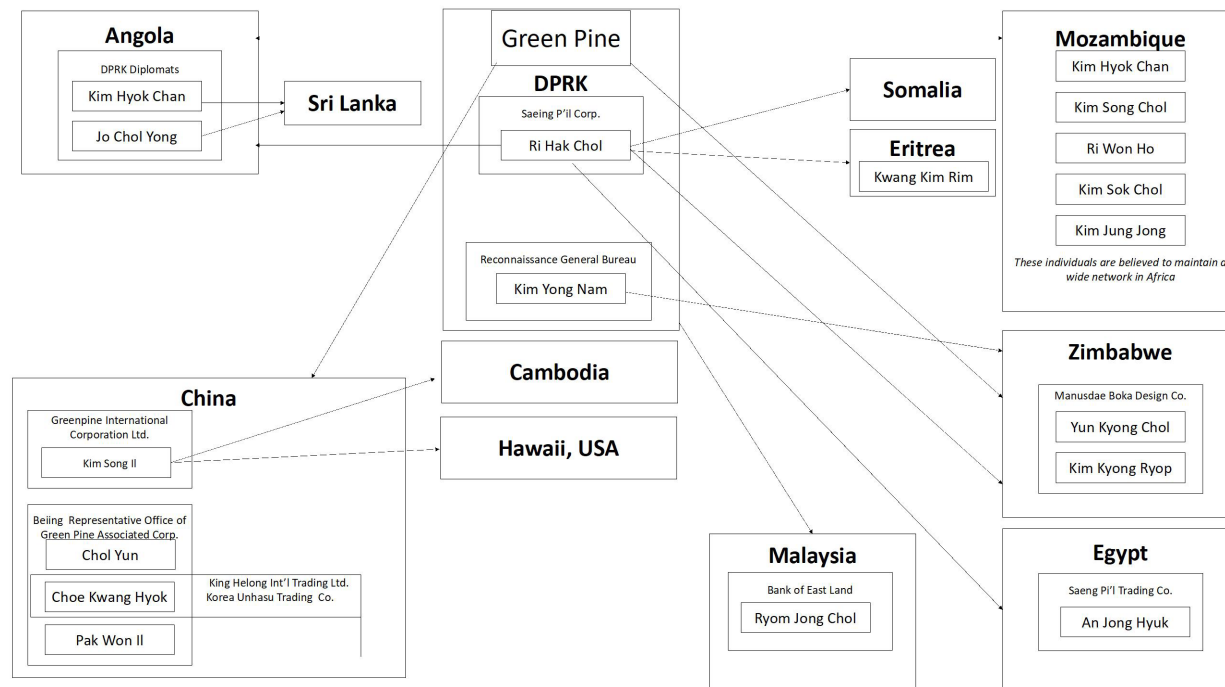 Angola
DPRK Diplomats
Kim Hyok Chan
Jo Chol Yong
Sri Lanka
Green Pine
DPRK
Saeing P'il Corp.
Ri Hak Chol
Reconnaissance General Bureau
Kim Yong Nam
Somalia
Eritrea
Kwang Kim Rim
Mozambique
Kim Hyok Chan
Kim Song Chol
Ri Won Ho
Kim Sok Chol
Kim Jung Jong
These individuals are believed to maintain a
wide network in Africa
Zimbabwe
Manusdae Boka Design Co.
Yun Kyong Chol
Kim Kyong Ryop
Cambodia
Hawaii, USA
China
Greenpine International
Corporation Ltd.
Kim Song Il
Beiing Representative Office of
Green Pine Associated Corp.
Chol Yun
Choe Kwang Hyok
King Helong Int'l Trading Ltd.
Korea Unhasu Trading Co.
Pak Won Il
Malaysia
Bank of East Land
Ryom Jong Chol
Egypt
Saeng Pi'l Trading Co.
An Jong Hyuk